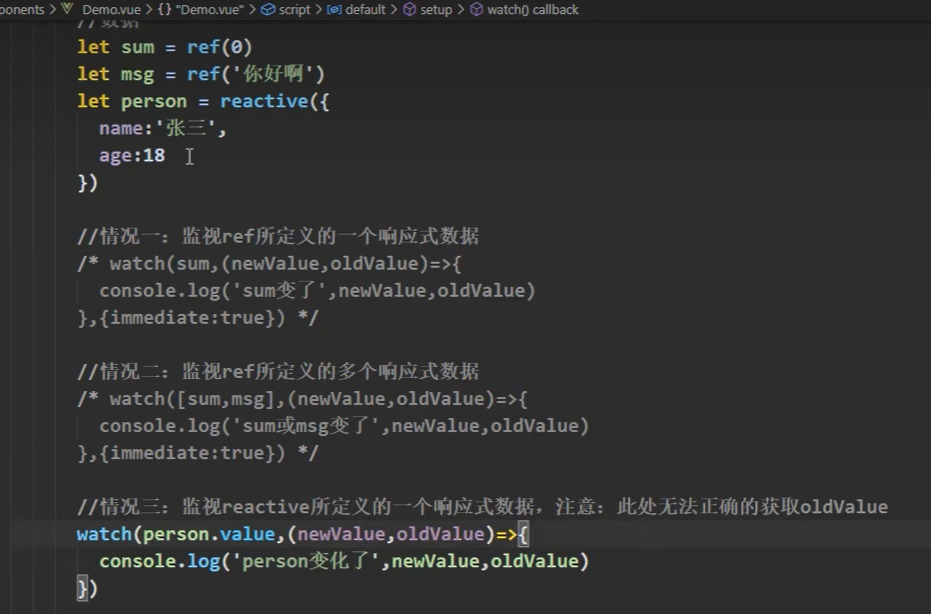 ponents > Demo.vue > {} "Demo.vue" > script > default > setup > watch() callback
//数据
let sum = ref(0)
let msg = ref('你好啊')
let person = reactive({
name:'张三',
age:18
})
//情况一：监视ref所定义的一个响应式数据
/* watch(sum,(newValue,oldValue)=>{
console.log('sum变了',newValue,oldValue)
},{immediate:true}) */
//情况二：监视ref所定义的多个响应式数据
/* watch([sum,msg],(newValue,oldValue)=>{
console.log('sum或msg变了',newValue,oldValue)
},{immediate:true}) */
//情况三：监视reactive所定义的一个响应式数据，注意：此处无法正确的获取oldValue
watch(person.value,(newValue,oldValue)=>{
console.log('person变化了',newValue,oldValue)
})